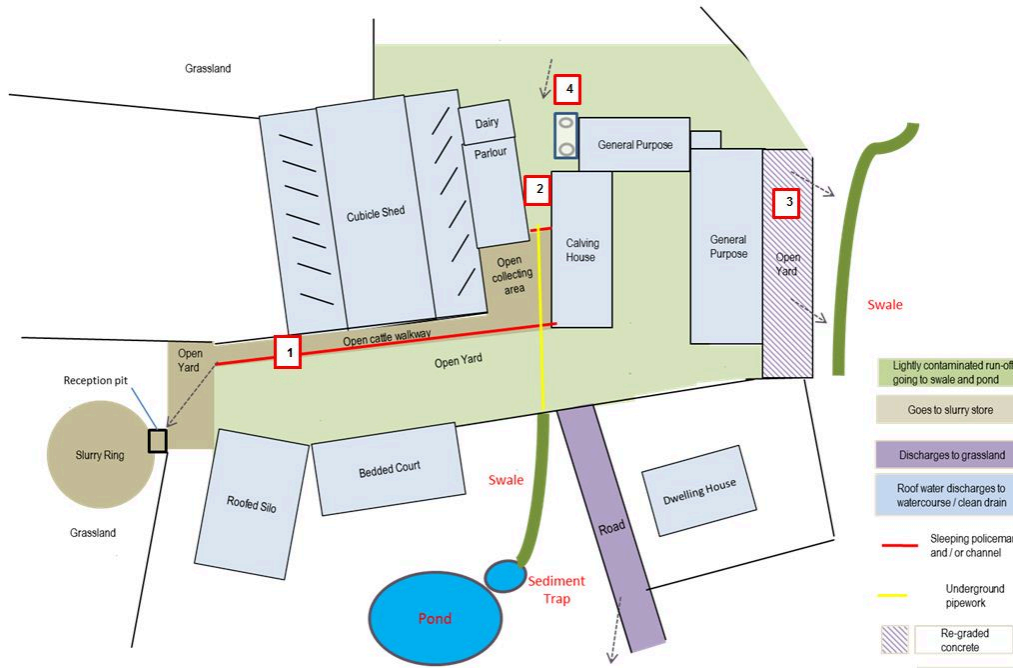 Grassland
4
Dairy
Parlour
General Purpose
2
3
Cubicle Shed
Open
collecting
area
Calving
House
General
Purpose
Open
Yard
Swale
Open cattle walkway
1
Open
Yard
Open Yard
Reception pit
Slurry Ring
Grassland
Roofed Silo
Bedded Court
Swale
Dwelling House
Road
Sediment
Trap
Pond
Lightly contaminated run-off
going to swale and pond
Goes to slurry store
Discharges to grassland
Roof water discharges to
watercourse / clean drain
Sleeping policeman
and / or channel
Underground
pipework
Re-graded
concrete